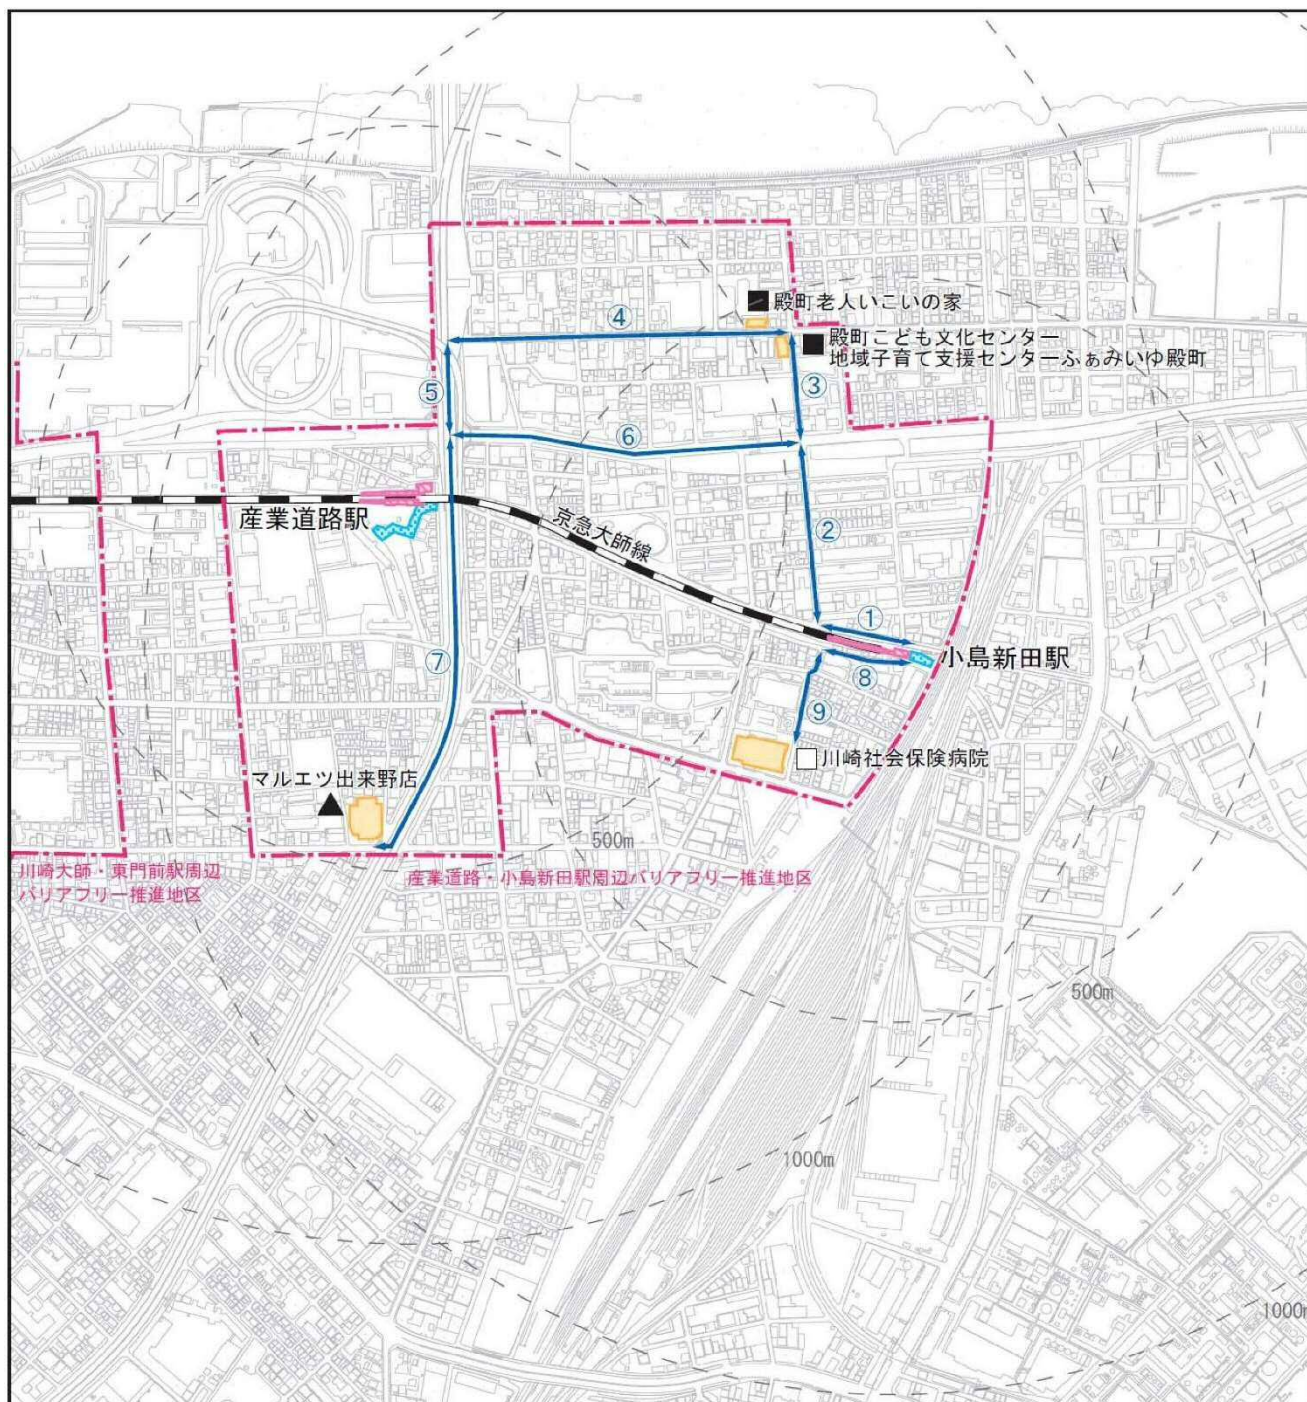 殿町老人いこいの家
④
殿町こども文化センター
地域子育て支援センターふぁみいゆ殿町
③
⑤
⑥
産業道路駅
京急大師線
②
①
小島新田駅
⑦
⑧
⑨
川崎社会保険病院
マルエツ出来野店
500m
川崎大師・東門前駅周辺
バリアフリー推進地区
産業道路・小島新田駅周辺バリアフリー推進地区
500m
1000m
1000m